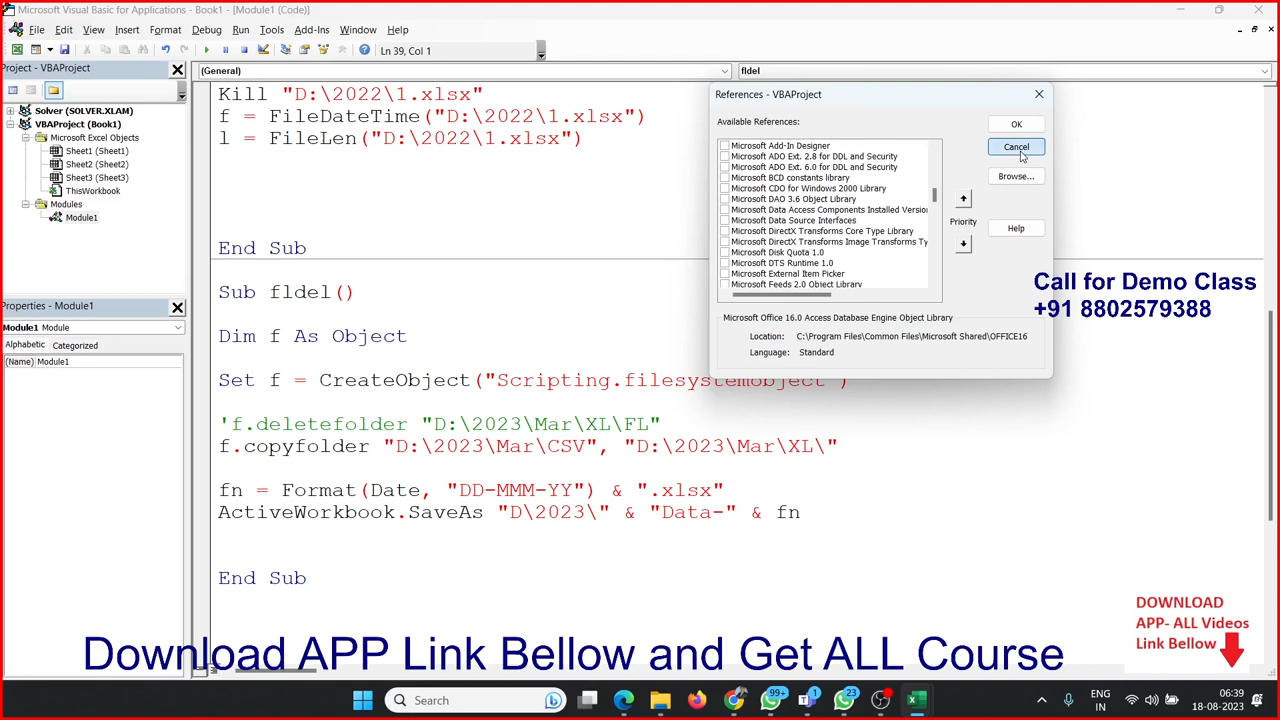 Microsoft Visual Basic for Applications - Book1 - [Module1 (Code)]
File Edit View Insert Format Debug Run Tools Add-Ins Window Help
Ln 39, Col 1
Project - VBAProject
(General)
fldel
Solver (SOLVER.XLAM)
VBAProject (Book1)
Microsoft Excel Objects
Sheet1 (Sheet1)
Sheet2 (Sheet2)
Sheet3 (Sheet3)
ThisWorkbook
Modules
Module1
Properties - Module1
Module1 Module
Alphabetic Categorized
(Name) Module1
Kill "D:\2022\1.xlsx"
f = FileDateTime("D:\2022\1.xlsx")
l = FileLen("D:\2022\1.xlsx")
End Sub
Sub fldel()
Dim f As Object
Set f = CreateObject("Scripting.filesystemobject")
'f.deletefolder "D:\2023\Mar\XL\FL"
f.copyfolder "D:\2023\Mar\CSV", "D:\2023\Mar\XL\"
fn = Format(Date, "DD-MMM-YY") & ".xlsx"
ActiveWorkbook.SaveAs "D\2023\" & "Data-" & fn
End Sub
References - VBAProject
Available References:
Microsoft Add-In Designer
Microsoft ADO Ext. 2.8 for DDL and Security
Microsoft ADO Ext. 6.0 for DDL and Security
Microsoft BCD constants library
Microsoft CDO for Windows 2000 Library
Microsoft DAO 3.6 Object Library
Microsoft Data Access Components Installed Version
Microsoft Data Source Interfaces
Microsoft DirectX Transforms Core Type Library
Microsoft DirectX Transforms Image Transforms Ty
Microsoft Disk Quota 1.0
Microsoft DTS Runtime 1.0
Microsoft External Item Picker
Microsoft Feeds 2.0 Object Library
OK
Cancel
Browse...
Priority
Help
Microsoft Office 16.0 Access Database Engine Object Library
Location: C:\Program Files\Common Files\Microsoft Shared\OFFICE16
Language: Standard
Call for Demo Class
+91 8802579388
DOWNLOAD
APP- ALL Videos
Link Bellow
Download APP Link Bellow and Get ALL Course
Search
99+
1
23
ENG
IN
06:39
18-08-2023